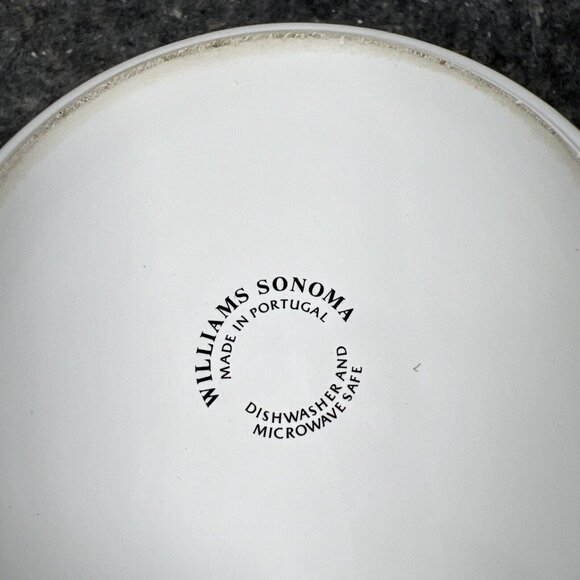 WILLIAMS SONOMA
MADE IN PORTUGAL
DISHWASHER AND
MICROWAVE SAFE